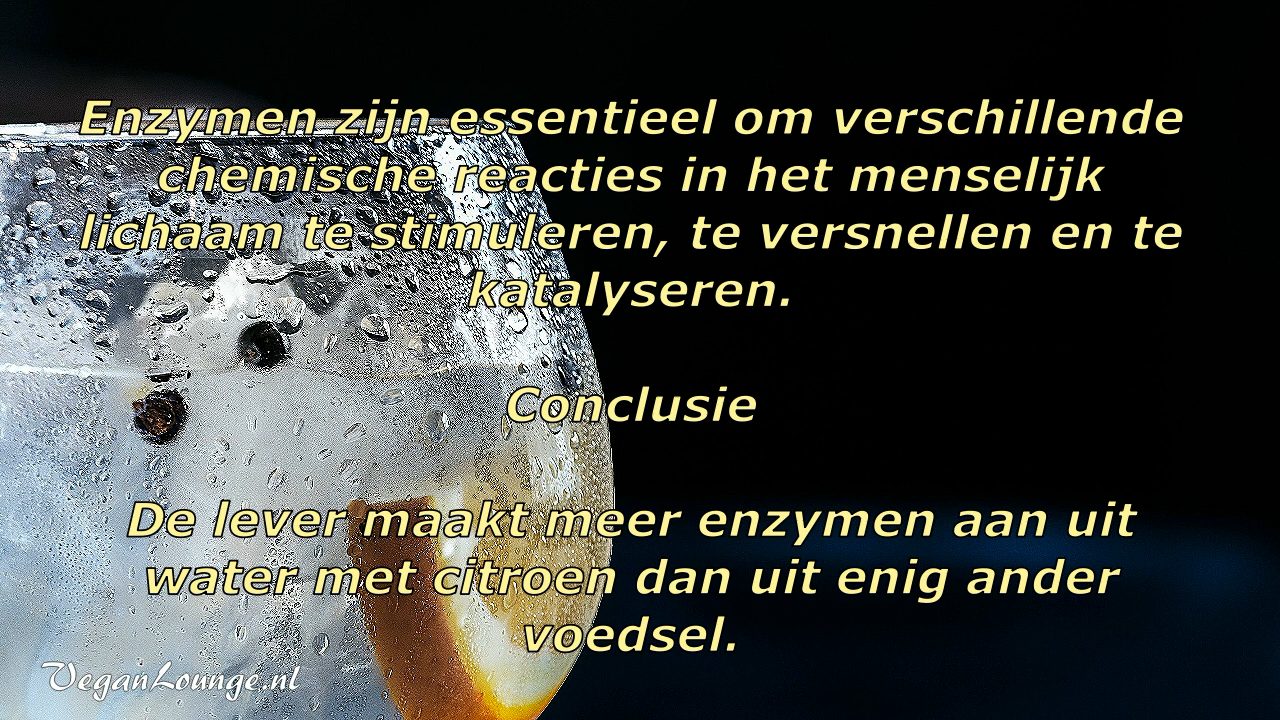 Enzymen zijn essentieel om verschillende
chemische reacties in het menselijk
lichaam te stimuleren, te versnellen en te
katalyseren.
Conclusie
De lever maakt meer enzymen aan uit
water met citroen dan uit enig ander
voedsel.
VeganLounge.nl